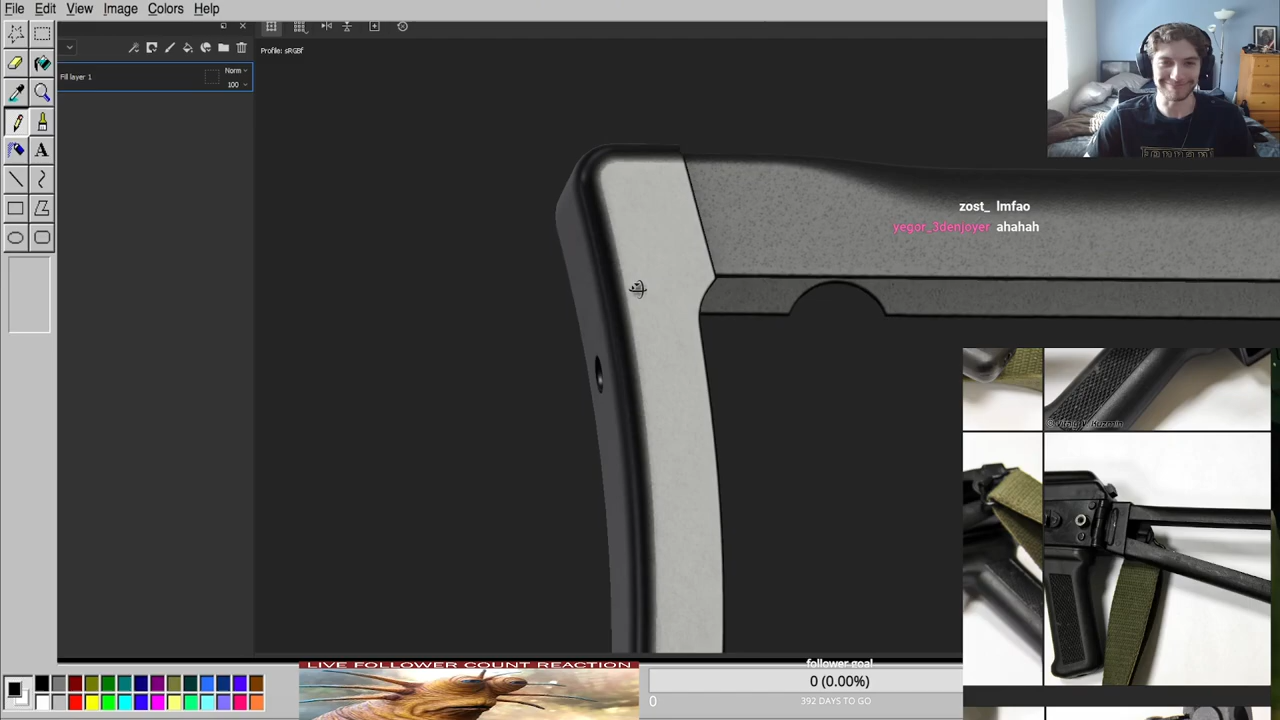 File Edit View Image Colors Help
Profile: sRGBf
Norm
Fill layer 1
100
zost_ lmfao
yegor_3denjoyer ahahah
LIVE FOLLOWER COUNT REACTION
follower goal
0 (0.00%)
0
392 DAYS TO GO